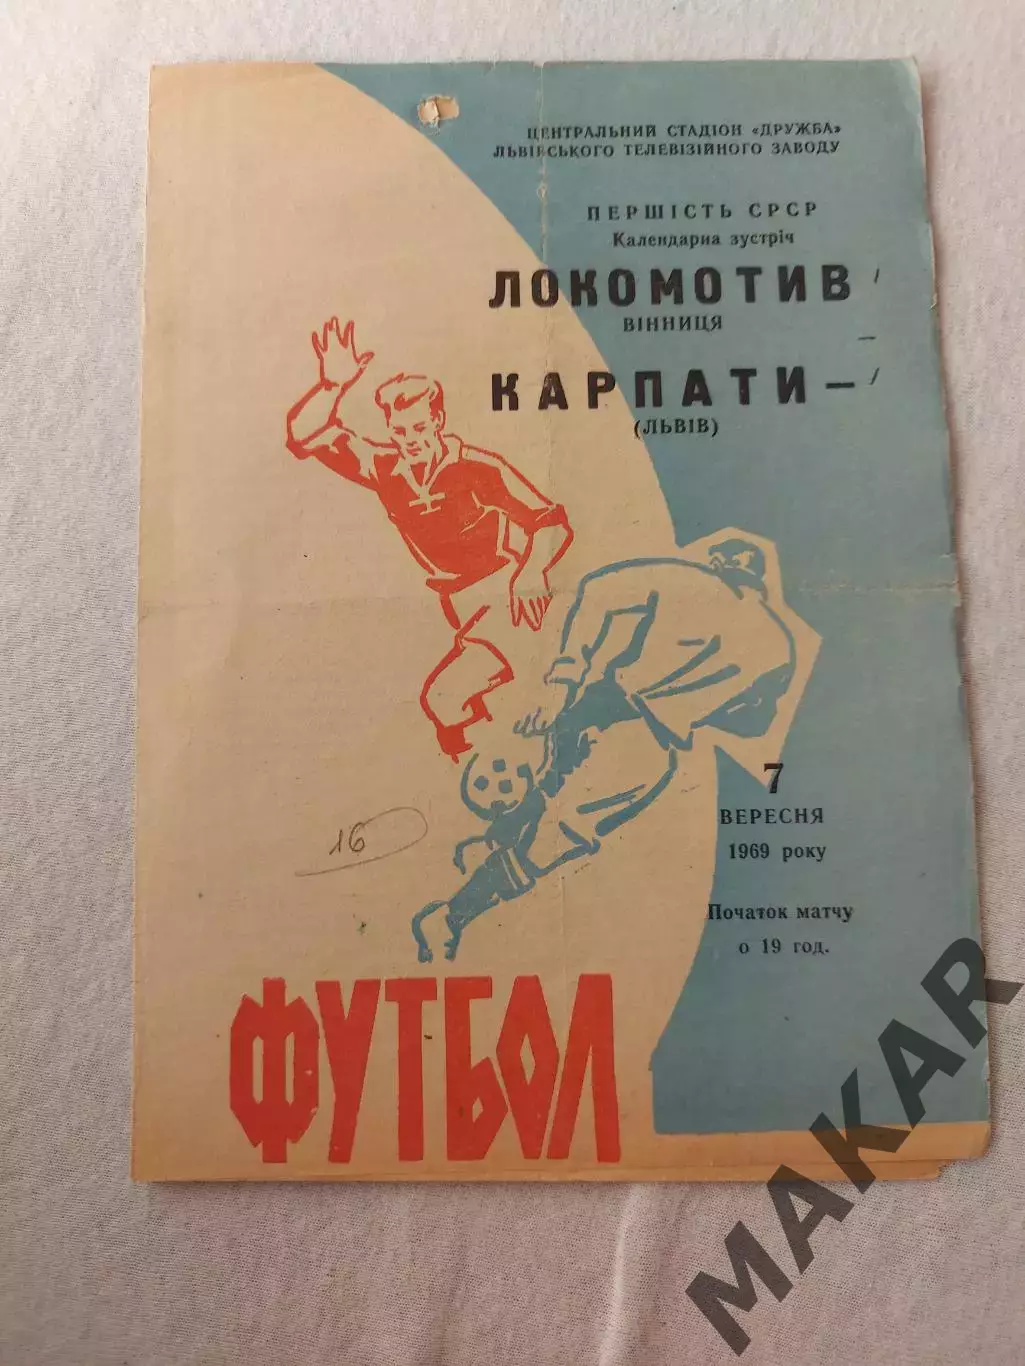 ЦЕНТРАЛЬНИЙ СТАДІОН «ДРУЖБА»
ЛЬВІВСЬКОГО ТЕЛЕВІЗІЙНОГО ЗАВОДУ
ПЕРШІСТЬ СРСР
Календарна зустріч
ЛОКОМОТИВ /
ВІННИЦЯ
–
КАРПАТИ – /
(ЛЬВІВ)
7
ВЕРЕСНЯ
1969 року
16
Початок матчу
о 19 год.
ФУТБОЛ
MAKAR